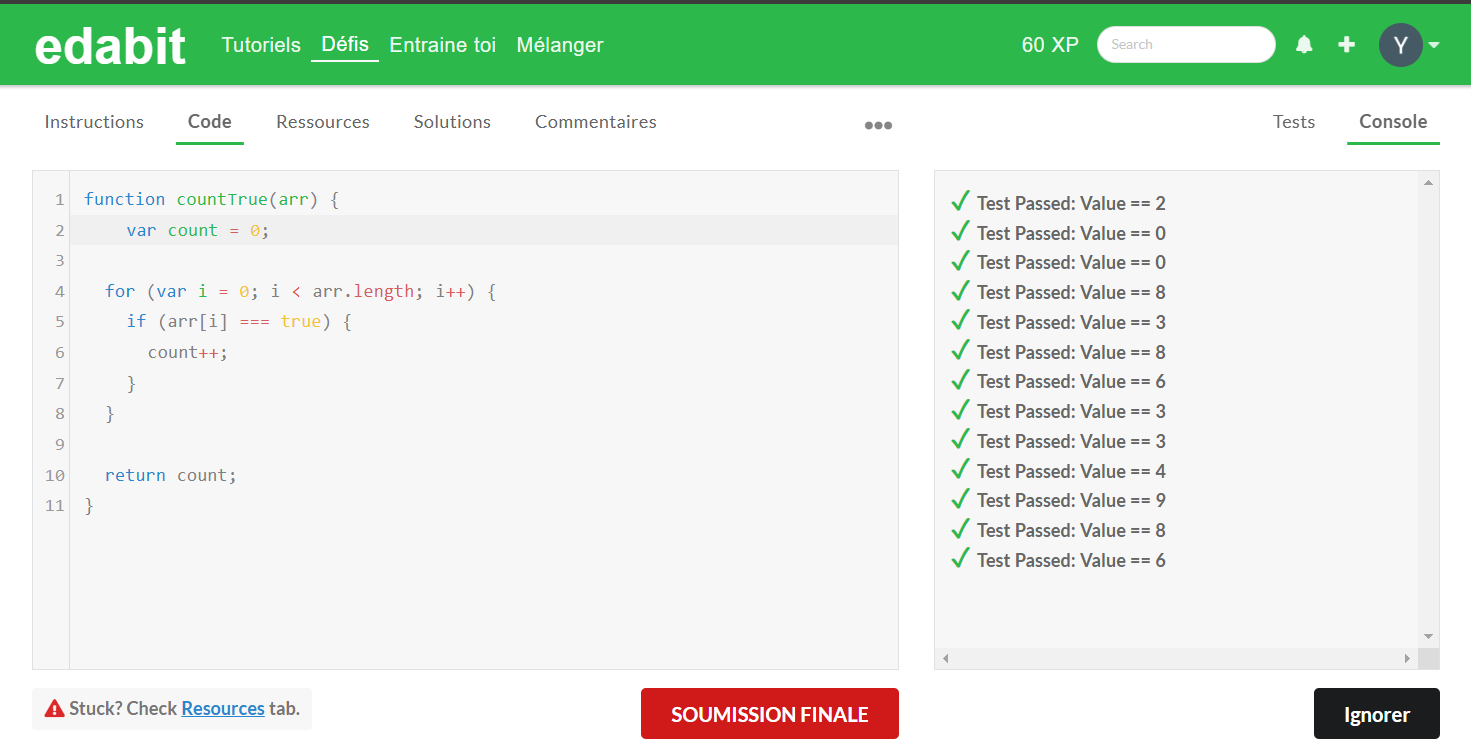 edabit Tutoriels Défis Entraine toi Mélanger 60 XP Search Y
Instructions Code Ressources Solutions Commentaires ●●● Tests Console
1 function countTrue(arr) {
2 var count = 0;
3
4 for (var i = 0; i < arr.length; i++) {
5 if (arr[i] === true) {
6 count++;
7 }
8 }
9
10 return count;
11 }
Test Passed: Value == 2
Test Passed: Value == 0
Test Passed: Value == 0
Test Passed: Value == 8
Test Passed: Value == 3
Test Passed: Value == 8
Test Passed: Value == 6
Test Passed: Value == 3
Test Passed: Value == 3
Test Passed: Value == 4
Test Passed: Value == 9
Test Passed: Value == 8
Test Passed: Value == 6
Stuck? Check Resources tab.
SOUMISSION FINALE
Ignorer